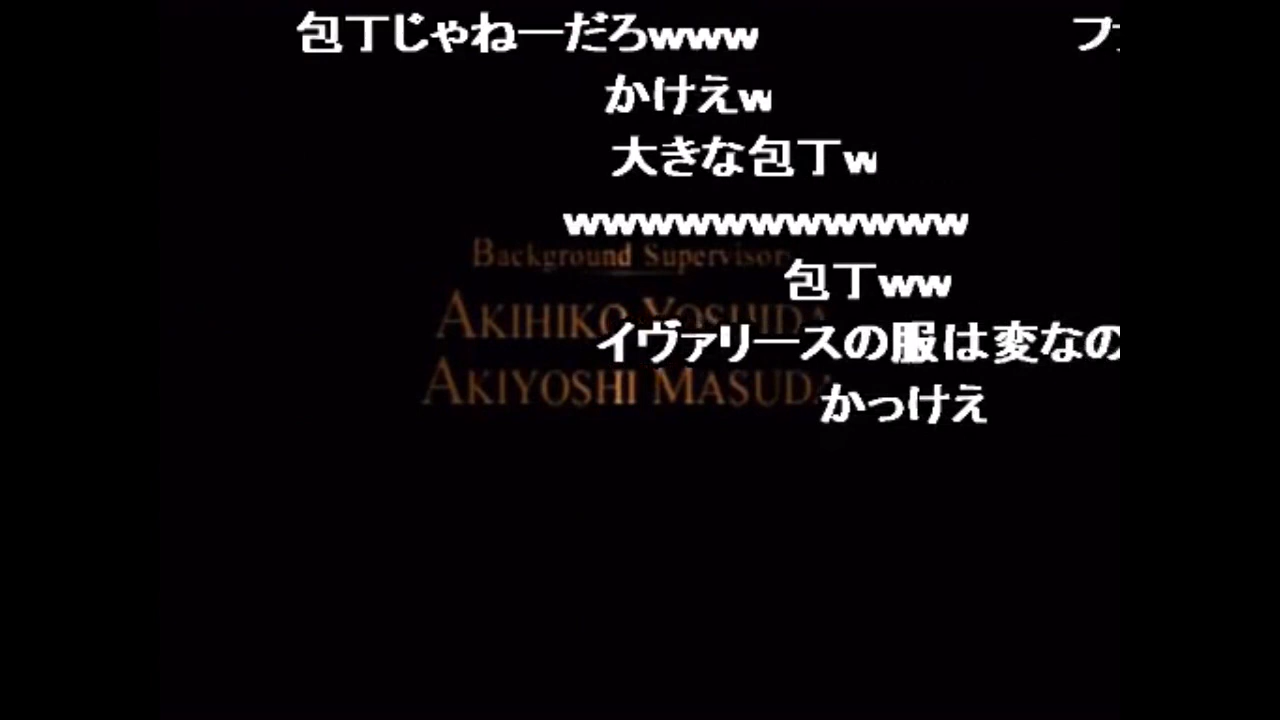 包丁じゃねーだろwww
かけえw
大きな包丁w
wwwwwwwwwwwww
Background Supervisors
包丁ww
AKIHIKO YOSHIDA
イヴァリースの服は変なの
AKIYOSHI MASUDA
かっけえ